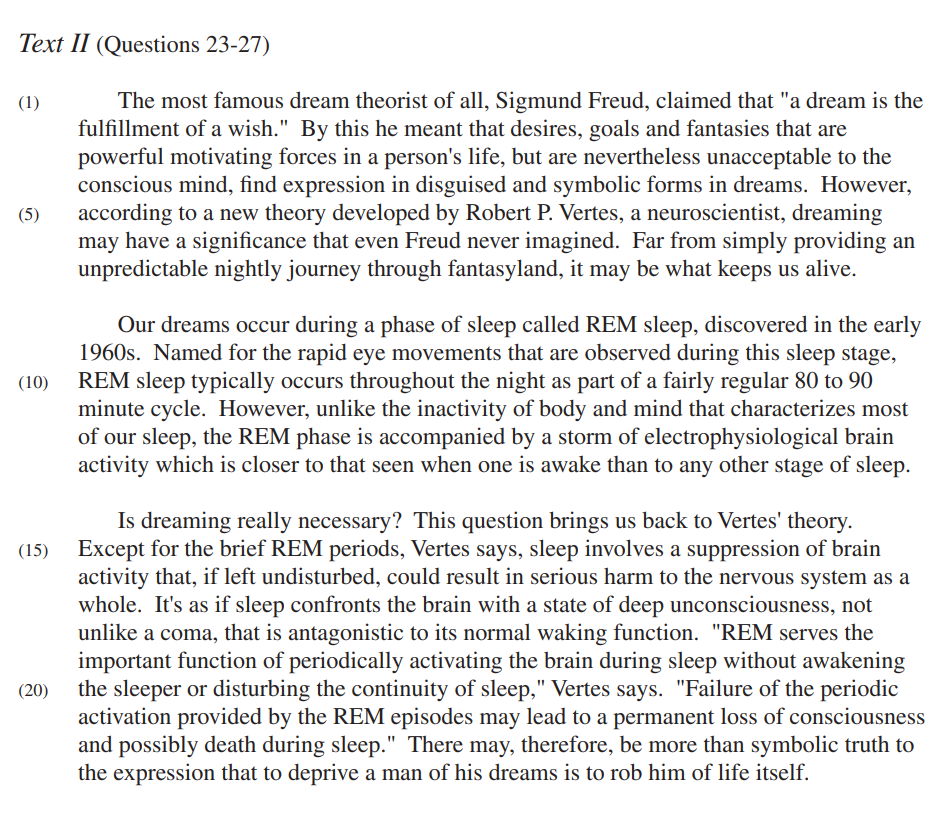 Text II (Questions 23-27)
(1) The most famous dream theorist of all, Sigmund Freud, claimed that "a dream is the
fulfillment of a wish." By this he meant that desires, goals and fantasies that are
powerful motivating forces in a person's life, but are nevertheless unacceptable to the
conscious mind, find expression in disguised and symbolic forms in dreams. However,
(5) according to a new theory developed by Robert P. Vertes, a neuroscientist, dreaming
may have a significance that even Freud never imagined. Far from simply providing an
unpredictable nightly journey through fantasyland, it may be what keeps us alive.
Our dreams occur during a phase of sleep called REM sleep, discovered in the early
1960s. Named for the rapid eye movements that are observed during this sleep stage,
(10) REM sleep typically occurs throughout the night as part of a fairly regular 80 to 90
minute cycle. However, unlike the inactivity of body and mind that characterizes most
of our sleep, the REM phase is accompanied by a storm of electrophysiological brain
activity which is closer to that seen when one is awake than to any other stage of sleep.
Is dreaming really necessary? This question brings us back to Vertes' theory.
(15) Except for the brief REM periods, Vertes says, sleep involves a suppression of brain
activity that, if left undisturbed, could result in serious harm to the nervous system as a
whole. It's as if sleep confronts the brain with a state of deep unconsciousness, not
unlike a coma, that is antagonistic to its normal waking function. "REM serves the
important function of periodically activating the brain during sleep without awakening
(20) the sleeper or disturbing the continuity of sleep," Vertes says. "Failure of the periodic
activation provided by the REM episodes may lead to a permanent loss of consciousness
and possibly death during sleep." There may, therefore, be more than symbolic truth to
the expression that to deprive a man of his dreams is to rob him of life itself.